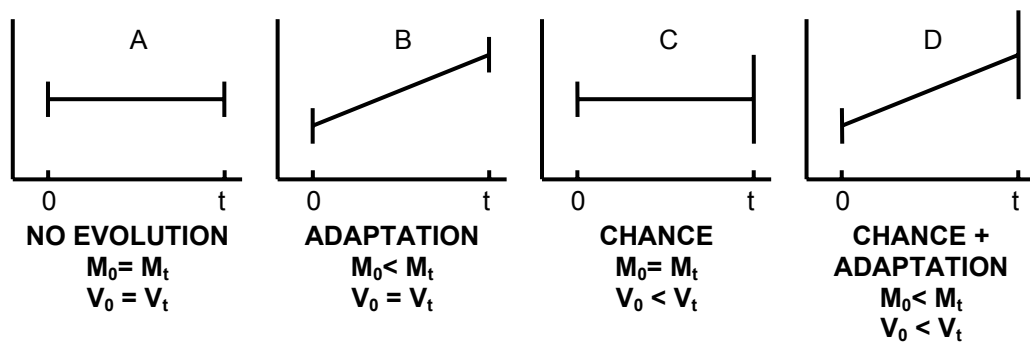 A B C D
0 t 0 t 0 t 0 t
NO EVOLUTION
M₀= Mₜ
V₀ = Vₜ
ADAPTATION
M₀< Mₜ
V₀ = Vₜ
CHANCE
M₀= Mₜ
V₀ < Vₜ
CHANCE +
ADAPTATION
M₀< Mₜ
V₀ < Vₜ